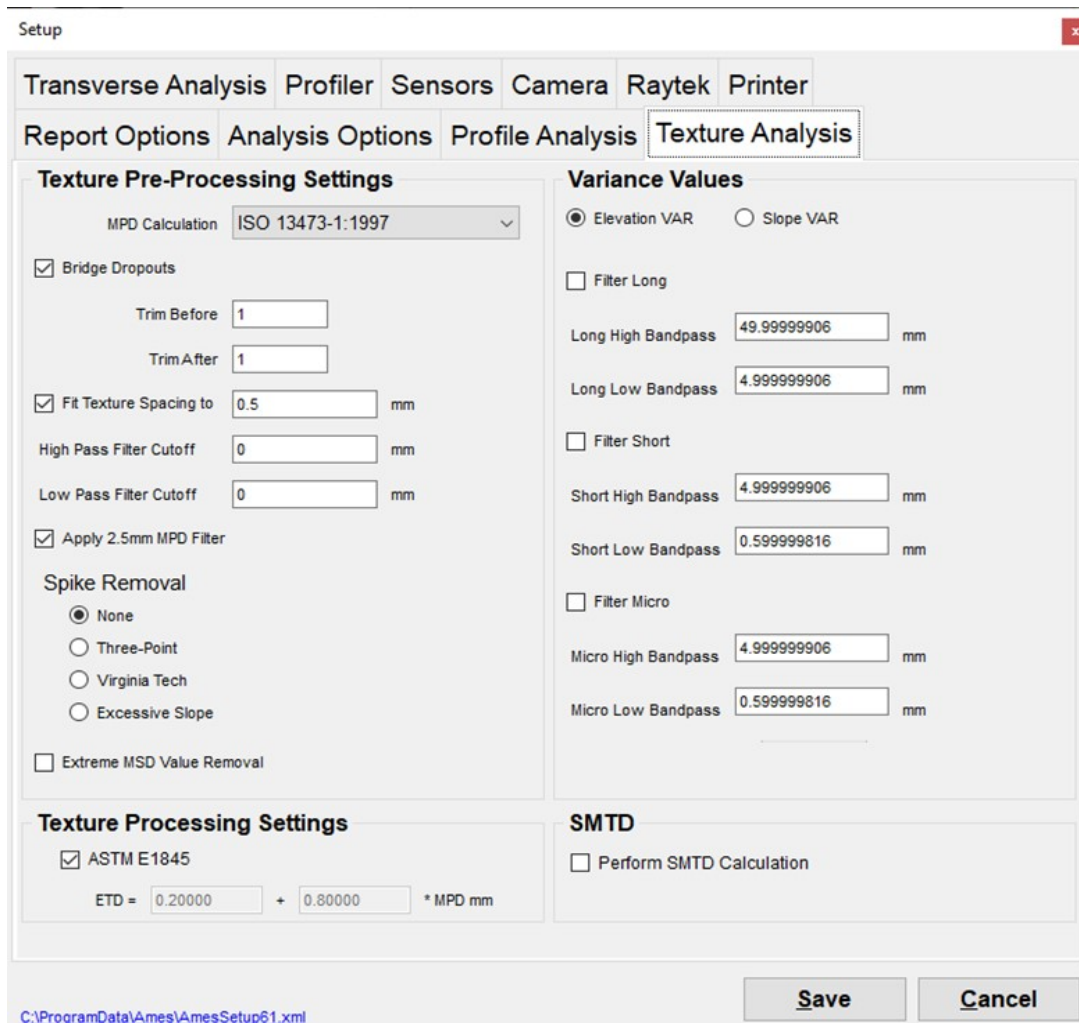 Setup
x
Transverse Analysis Profiler Sensors Camera Raytek Printer
Report Options Analysis Options Profile Analysis Texture Analysis
Texture Pre-Processing Settings
MPD Calculation ISO 13473-1:1997
Bridge Dropouts
Trim Before 1
Trim After 1
Fit Texture Spacing to 0.5 mm
High Pass Filter Cutoff 0 mm
Low Pass Filter Cutoff 0 mm
Apply 2.5mm MPD Filter
Spike Removal
None
Three-Point
Virginia Tech
Excessive Slope
Extreme MSD Value Removal
Variance Values
Elevation VAR Slope VAR
Filter Long
Long High Bandpass 49.99999906 mm
Long Low Bandpass 4.999999906 mm
Filter Short
Short High Bandpass 4.999999906 mm
Short Low Bandpass 0.599999816 mm
Filter Micro
Micro High Bandpass 4.999999906 mm
Micro Low Bandpass 0.599999816 mm
Texture Processing Settings
ASTM E1845
ETD = 0.20000 + 0.80000 * MPD mm
SMTD
Perform SMTD Calculation
Save Cancel
C:\ProgramData\Ames\AmesSetup61.xml